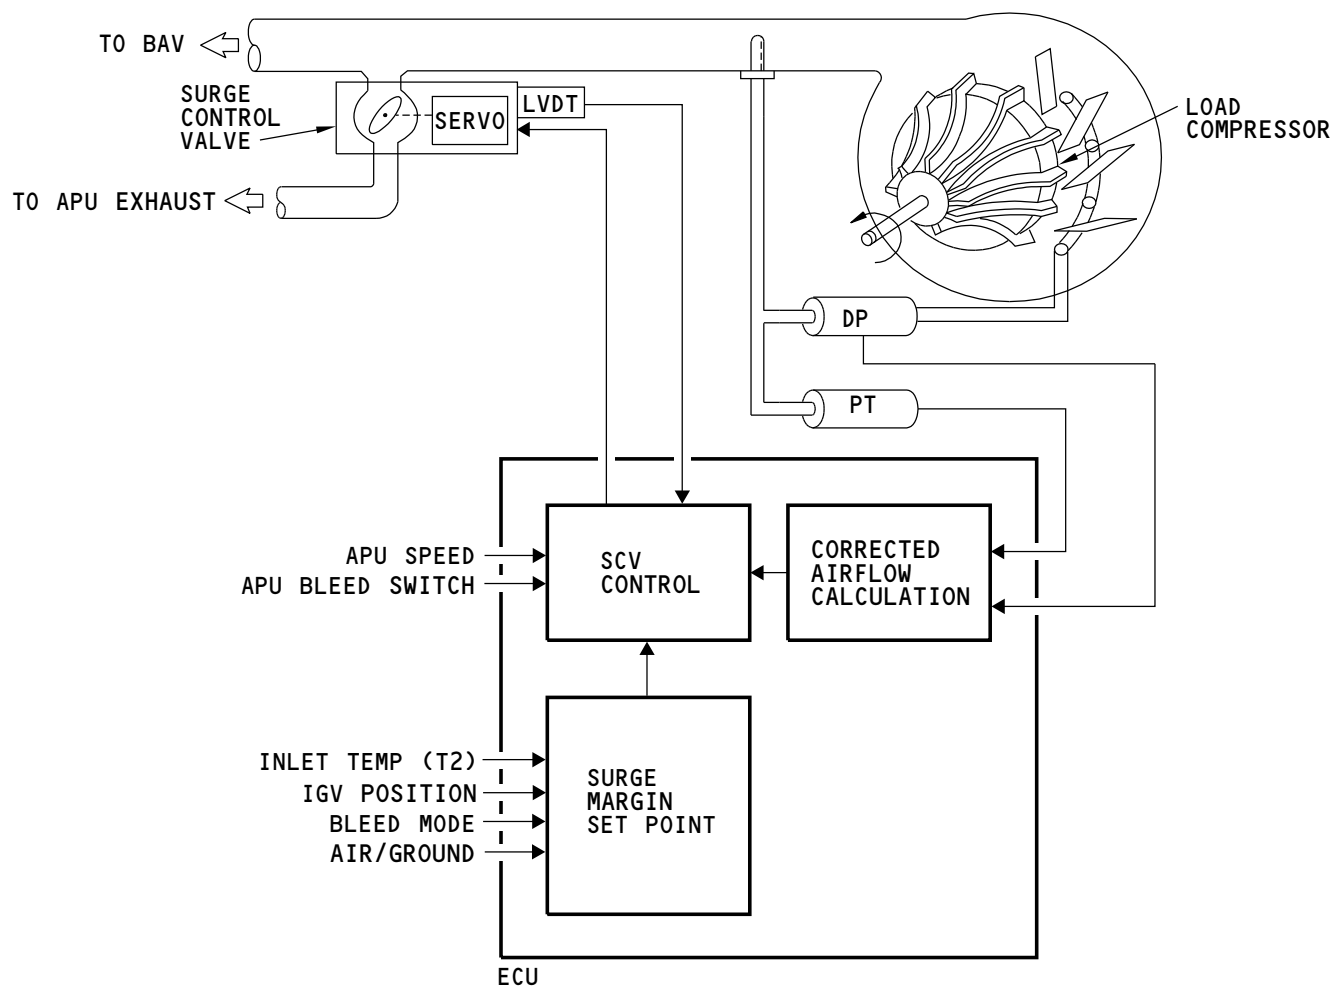 TO BAV
SURGE
CONTROL
VALVE
LVDT
SERVO
LOAD
COMPRESSOR
TO APU EXHAUST
DP
PT
APU SPEED
APU BLEED SWITCH
SCV
CONTROL
CORRECTED
AIRFLOW
CALCULATION
INLET TEMP (T2)
IGV POSITION
BLEED MODE
AIR/GROUND
SURGE
MARGIN
SET POINT
ECU